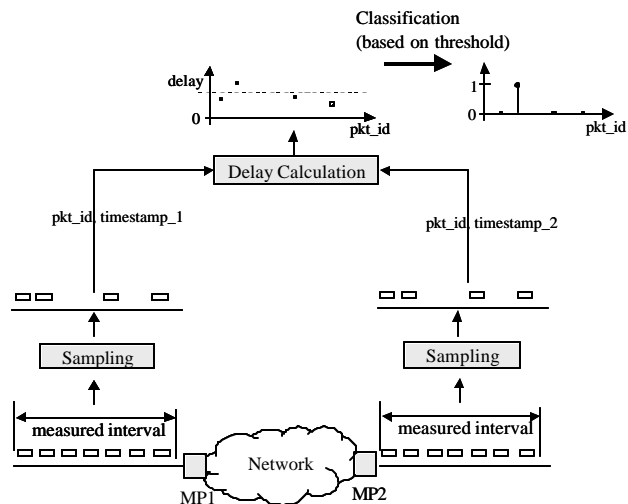 Classification
(based on threshold)
delay
0
pkt_id
1
0
pkt_id
Delay Calculation
pkt_id, timestamp_1
pkt_id, timestamp_2
Sampling
Sampling
measured interval
measured interval
Network
MP1
MP2